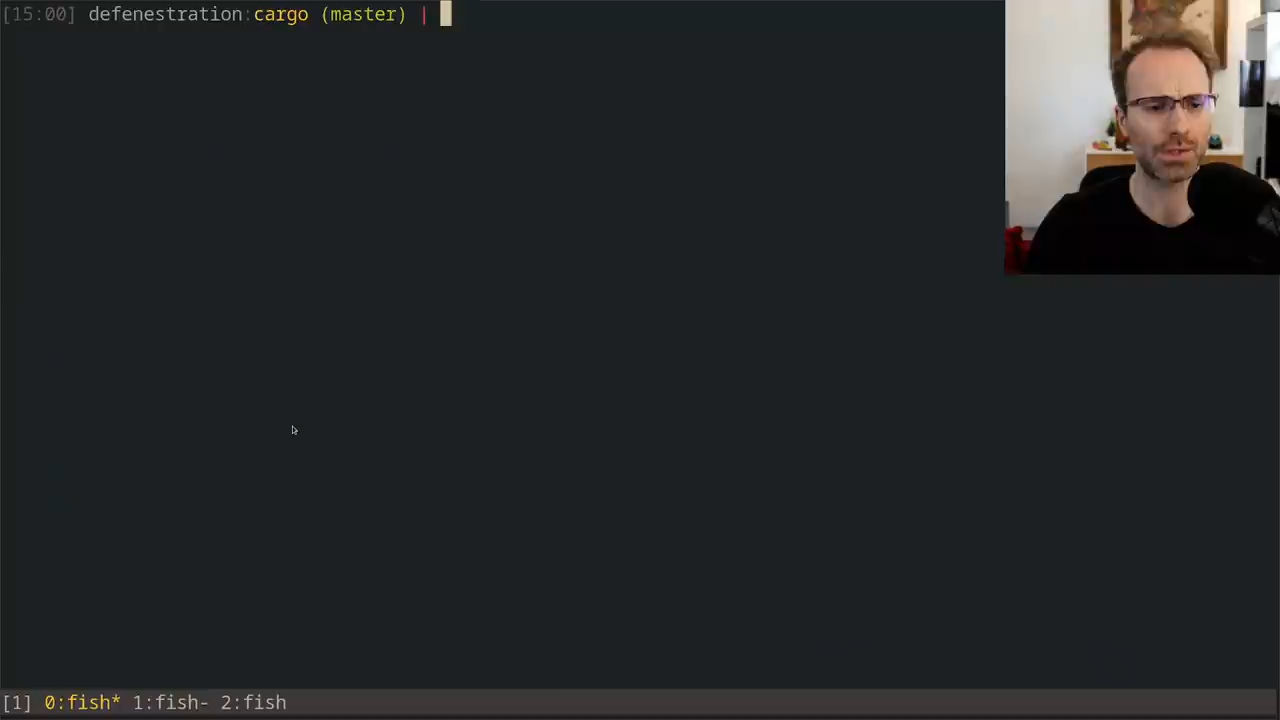 [15:00] defenestration:cargo (master) |
[1] 0:fish* 1:fish- 2:fish